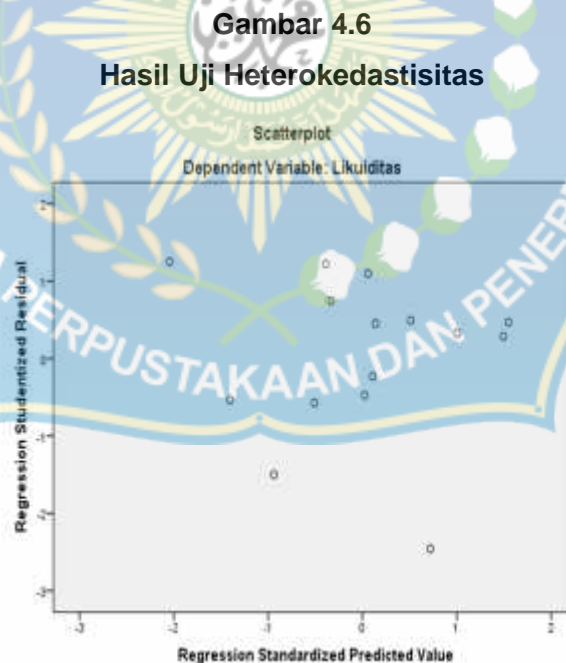 Gambar 4.6
Hasil Uji Heterokedastisitas
Scatterplot
Dependent Variable: Likuiditas
Regression Studentized Residual
2
1
0
-1
-2
-3
PERPUSTAKAAN DAN PENER
-3
-2
-1
0
1
2
Regression Standardized Predicted Value